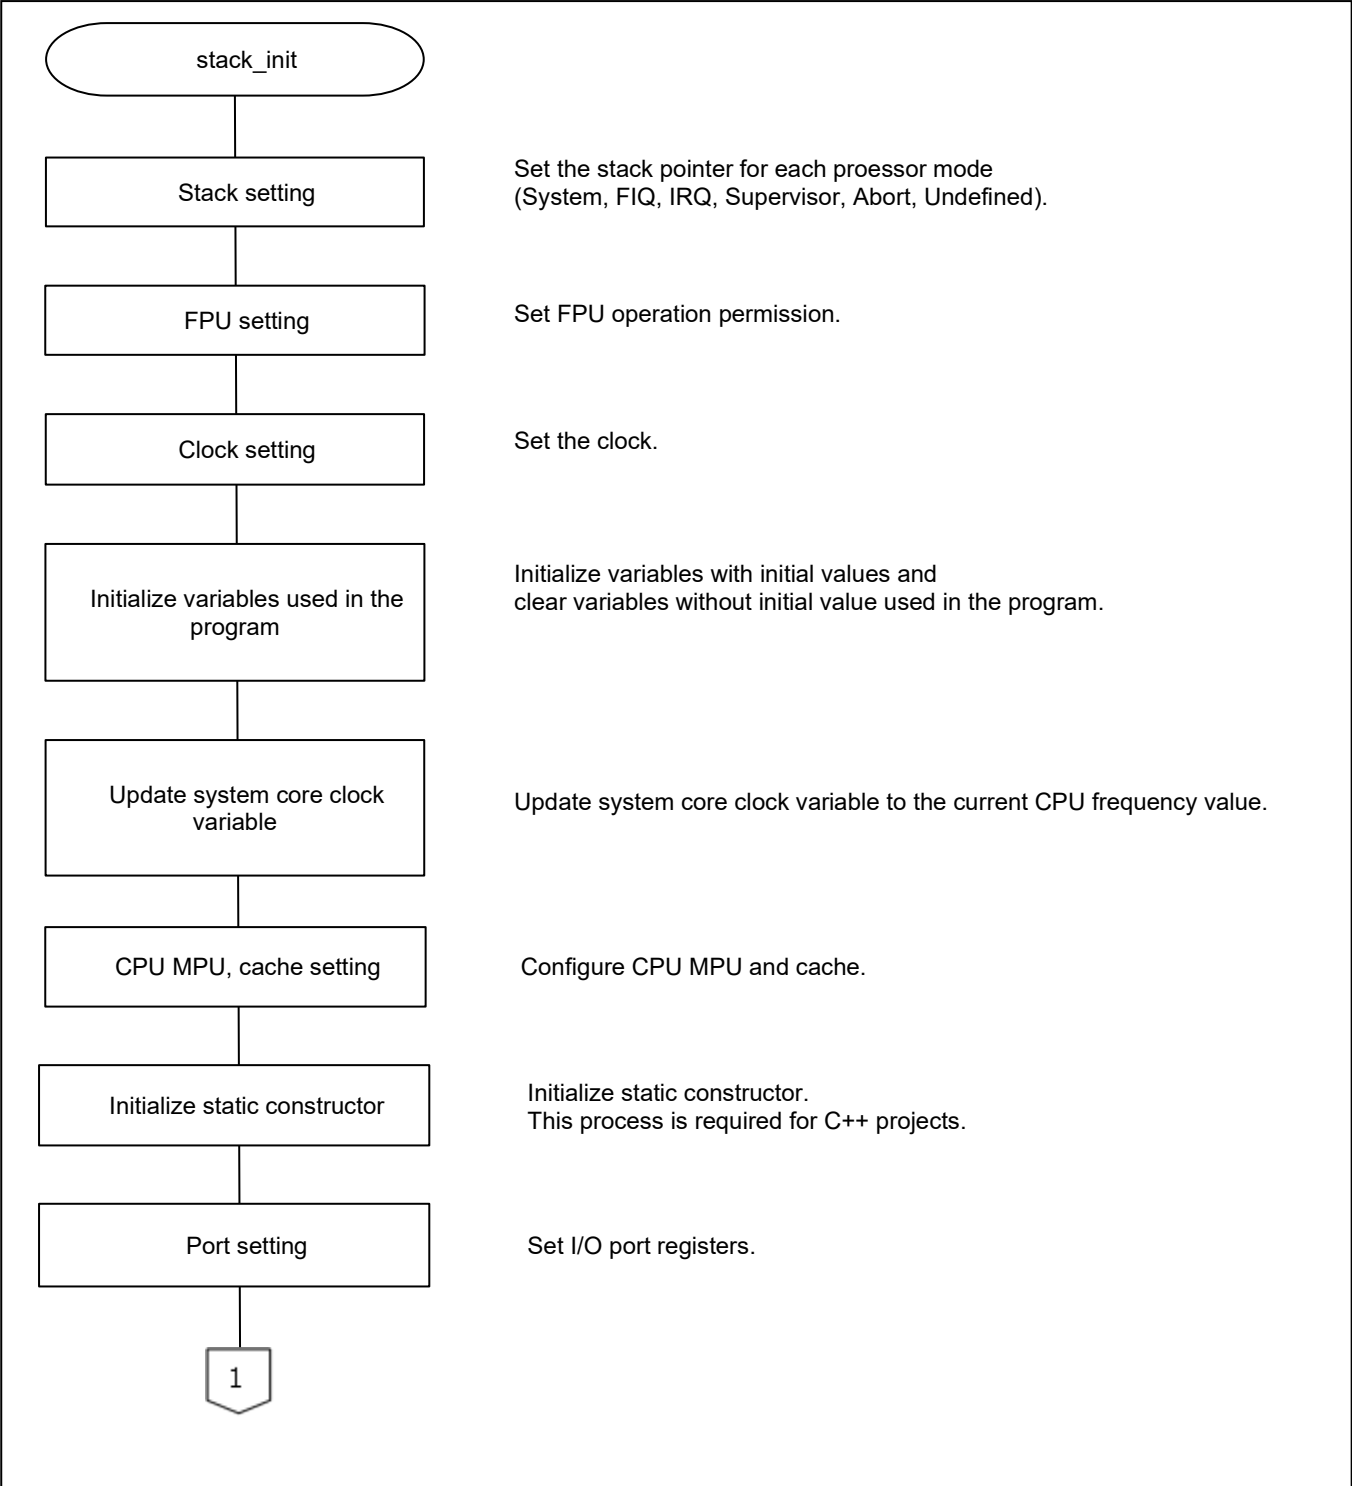 stack_init
Stack setting
Set the stack pointer for each proessor mode
(System, FIQ, IRQ, Supervisor, Abort, Undefined).
FPU setting
Set FPU operation permission.
Clock setting
Set the clock.
Initialize variables used in the
program
Initialize variables with initial values and
clear variables without initial value used in the program.
Update system core clock
variable
Update system core clock variable to the current CPU frequency value.
CPU MPU, cache setting
Configure CPU MPU and cache.
Initialize static constructor
Initialize static constructor.
This process is required for C++ projects.
Port setting
Set I/O port registers.
1